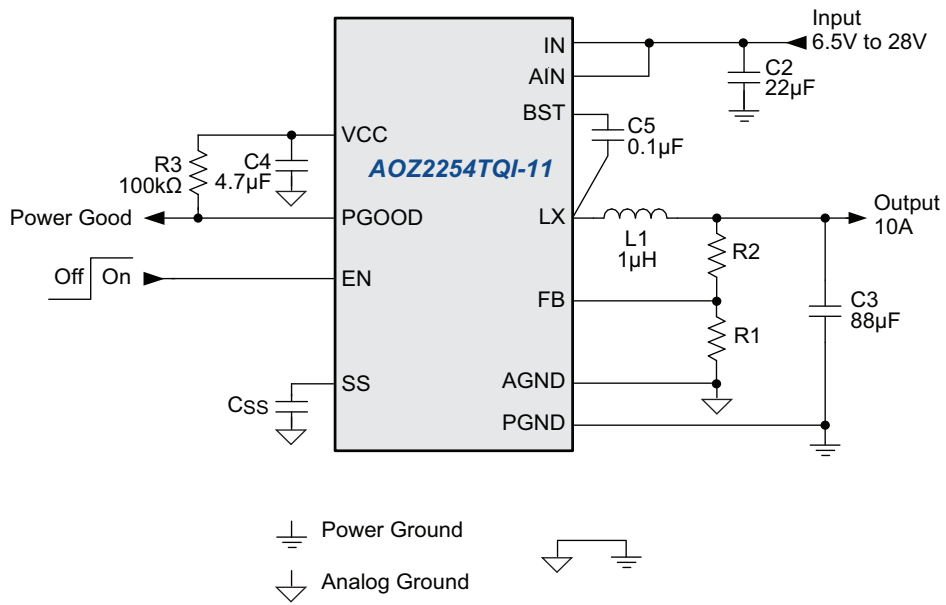 Input
6.5V to 28V
IN
AIN
C2
22µF
BST
C5
0.1µF
VCC
R3
100kΩ
C4
4.7µF
AOZ2254TQI-11
Power Good
PGOOD
LX
L1
1µH
Output
10A
R2
Off
On
EN
FB
C3
88µF
R1
SS
CSS
AGND
PGND
Power Ground
Analog Ground